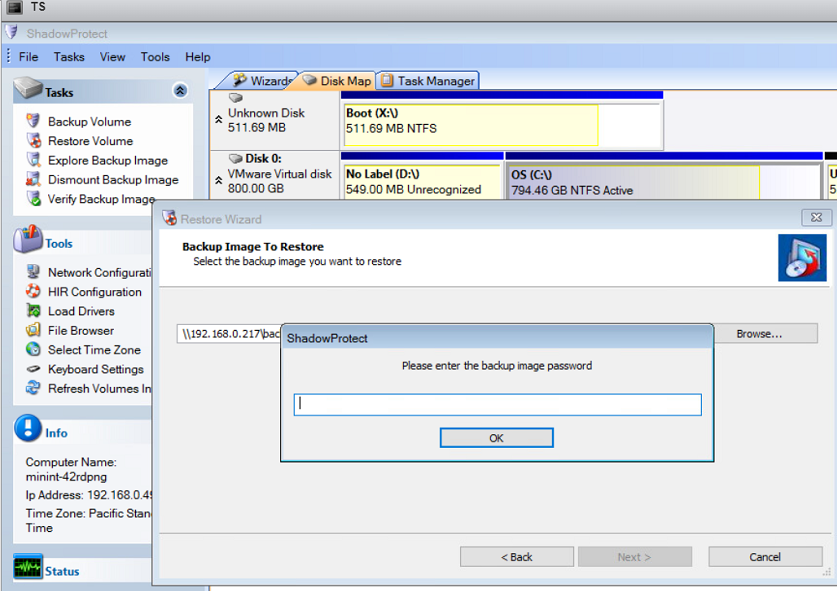 TS
ShadowProtect
File Tasks View Tools Help
Tasks
Backup Volume
Restore Volume
Explore Backup Image
Dismount Backup Image
Verify Backup Image
Tools
Network
HIR Configuration
Load Drivers
File Browser
Select Time Zone
Keyboard Settings
Refresh Volumes
Info
Computer Name:
minint-42rdpng
Ip Address: 192.168.0.49
Time Zone: Pacific
Time
Status
Wizards Disk Map Task Manager
Unknown Disk
511.69 MB
Boot (X:\)
511.69 MB NTFS
Disk 0:
VMware Virtual disk
800.00 GB
No Label (D:\)
549.00 MB Unrecognized
OS (C:\)
794.46 GB NTFS Active
Restore Wizard
Backup Image To Restore
Select the backup image you want to restore
\\192.168.0.217\bac
Browse...
ShadowProtect
Please enter the backup image password
OK
< Back Next > Cancel